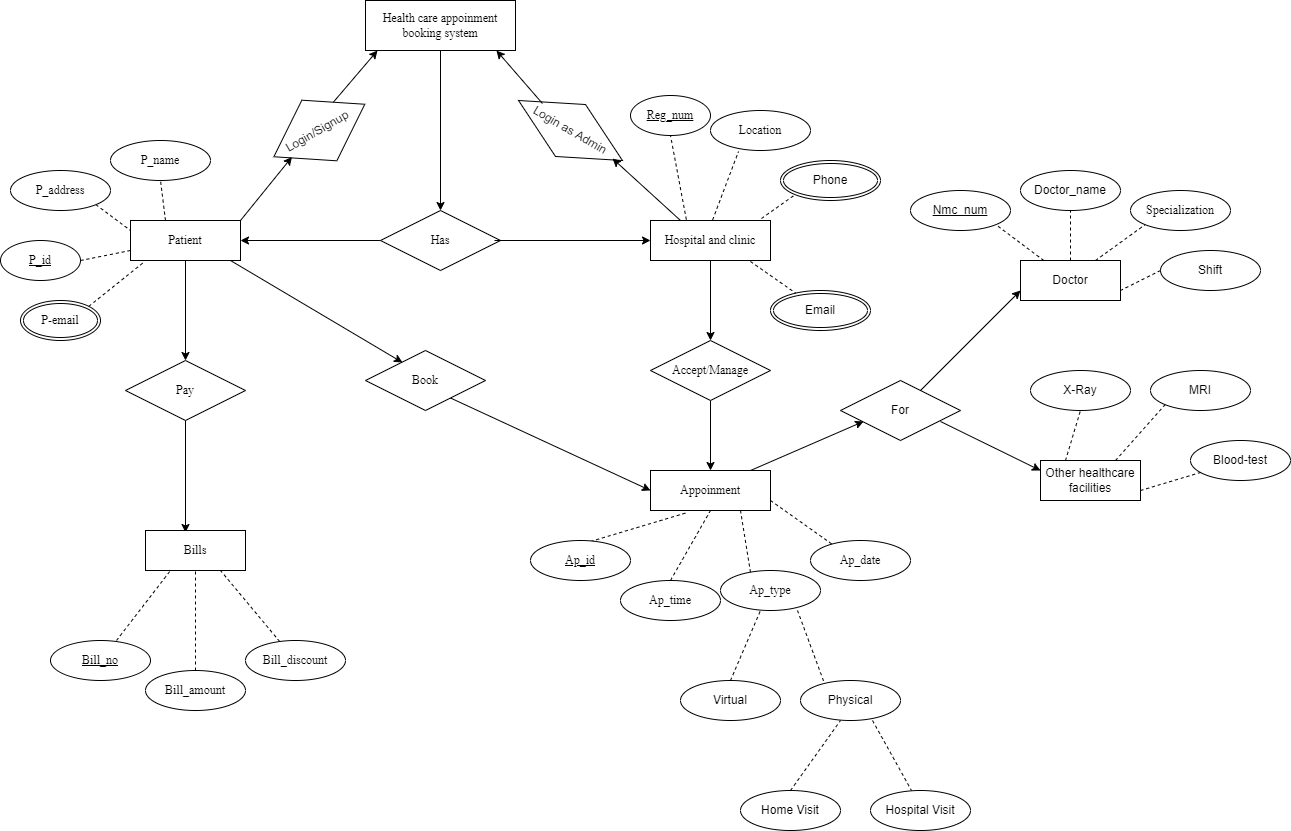 Health care appoinment
booking system
Login/Signup
Login as Admin
Reg_num
Location
P_name
Phone
P_address
Nmc_num
Doctor_name
Specialization
Patient
Has
Hospital and clinic
P_id
Doctor
Shift
P-email
Email
Pay
Book
Accept/Manage
For
X-Ray
MRI
Blood-test
Other healthcare
facilities
Appoinment
Bills
Ap_id
Ap_time
Ap_type
Ap_date
Bill_no
Bill_amount
Bill_discount
Virtual
Physical
Home Visit
Hospital Visit